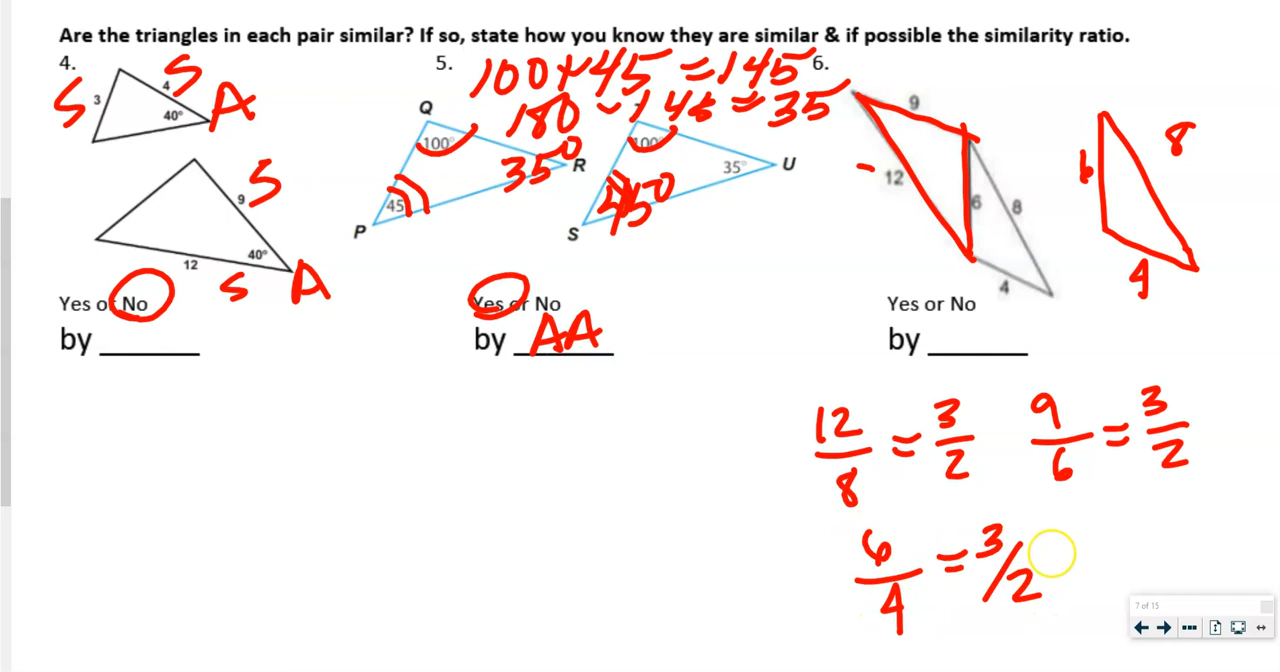 Are the triangles in each pair similar? If so, state how you know they are similar & if possible the similarity ratio.
4.
S
3
4
S
40°
A
9
S
40°
12
S
A
Yes or No
by
5.
100+45=145
180-145=35
Q
100°
35°
R
45
P
100°
35°
U
45°
S
Yes or No
by AA
6.
9
12
6
8
4
6
8
4
Yes or No
by
12/8 = 3/2
9/6 = 3/2
6/4 = 3/2
7 of 15